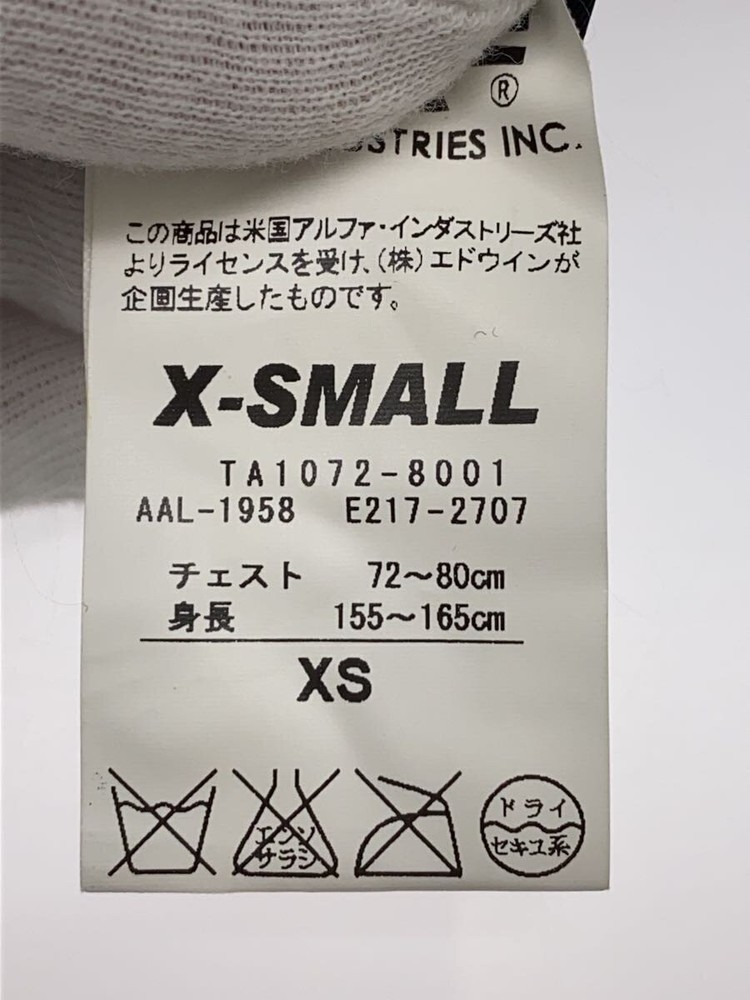 ®
STRIES INC.
この商品は米国アルファ・インダストリーズ社
よりライセンスを受け、(株)エドウインが
企画生産したものです。
X-SMALL
TA1072-8001
AAL-1958 E217-2707
チェスト 72〜80cm
身長 155〜165cm
XS
エンソ
サラシ
ドライ
セキユ系